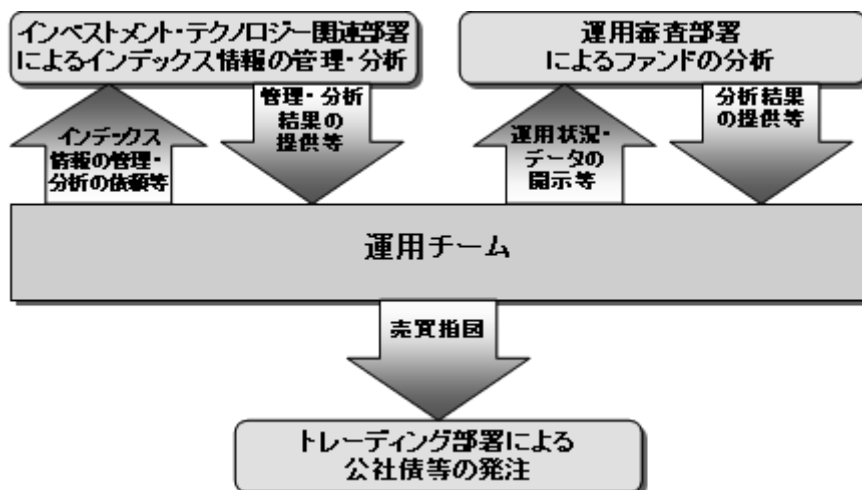 インベストメント・テクノロジー関連部署
によるインデックス情報の管理・分析
運用審査部署
によるファンドの分析
インデックス
情報の管理・
分析の依頼等
管理・分析
結果の
提供等
運用状況・
データの
開示等
分析結果
の提供等
運用チーム
売買指図
トレーディング部署による
公社債等の発注